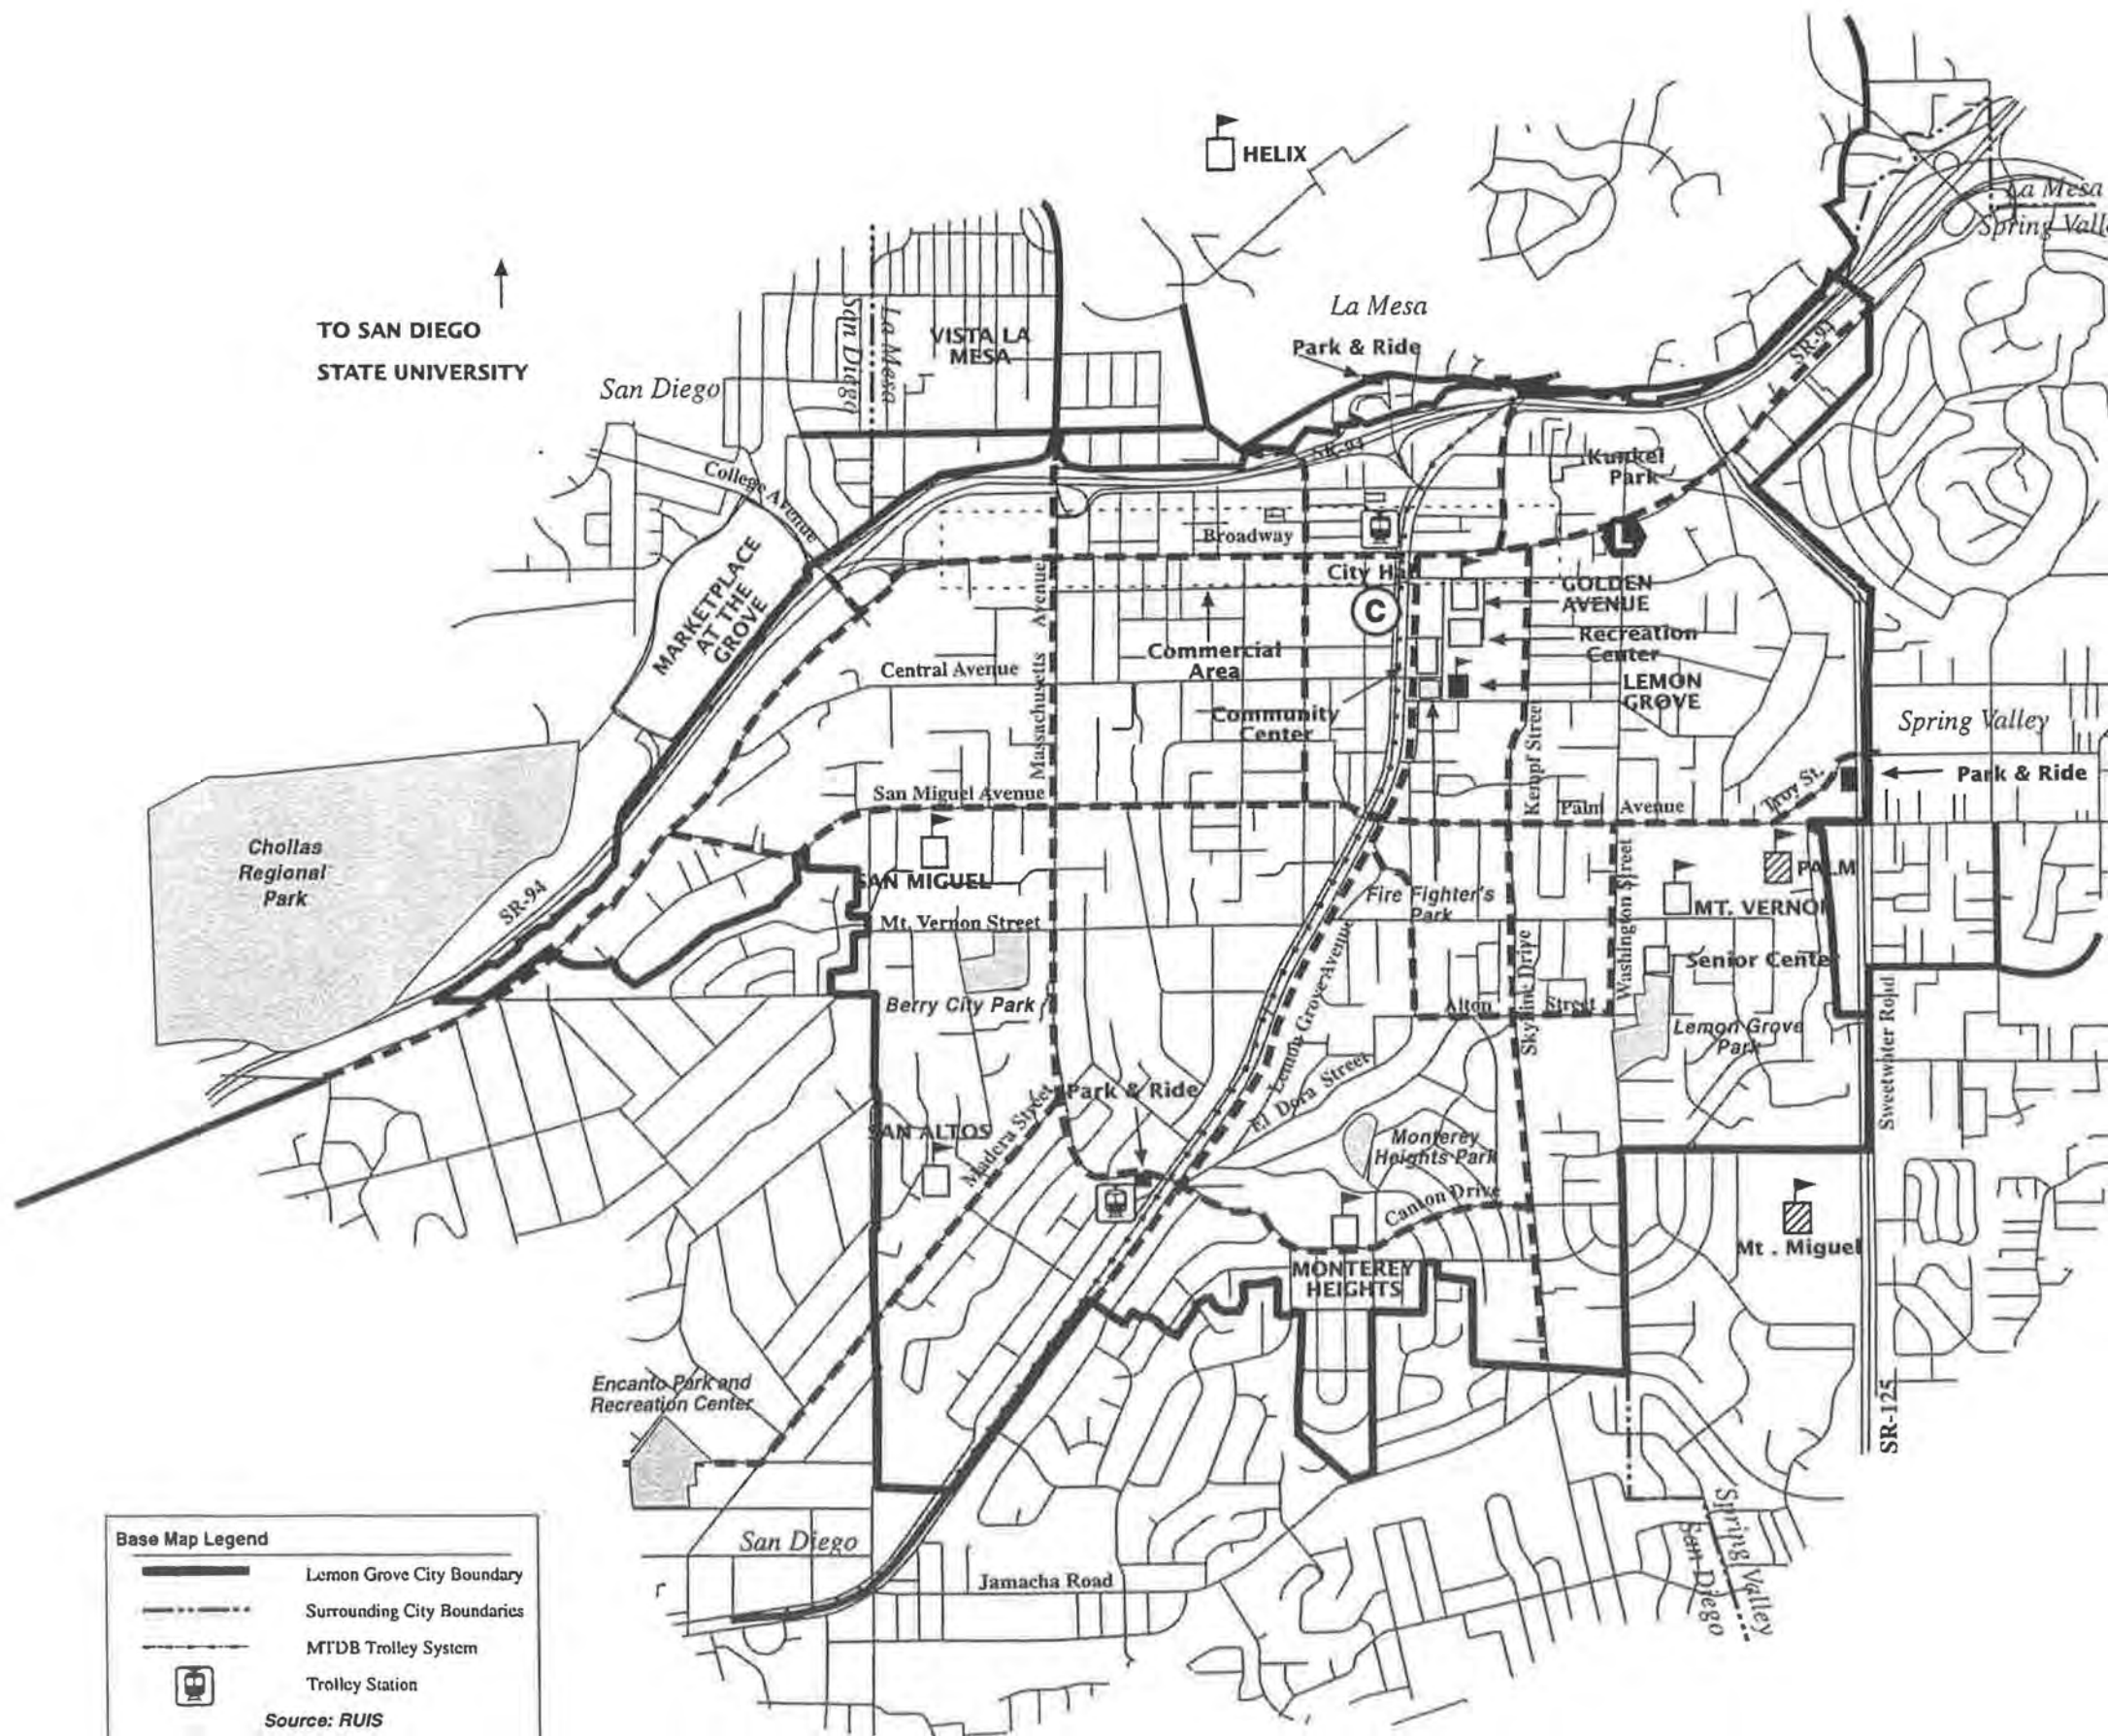 HELIX
La Mesa
Spring Vall
TO SAN DIEGO
STATE UNIVERSITY
San Diego
San Diego
La Mesa
VISTA LA
MESA
La Mesa
Park & Ride
SR-94
SR-94
College Avenue
Kunkel
Park
Broadway
L
MARKETPLACE
AT THE
GROVE
City H
C
GOLDEN
AVENUE
Recreation
Center
Massachusetts Avenue
Commercial
Area
Central Avenue
LEMON
GROVE
Community
Center
Kempf Street
Spring Valley
Park & Ride
Troy St.
San Miguel Avenue
Palm Avenue
Chollas
Regional
Park
SR-94
SAN MIGUEL
PALM
Fire Fighter's
Park
MT. VERNON
Mt. Vernon Street
Washington Street
Senior Center
Berry City Park
Lemon Grove Avenue
Skyline Drive
Alton Street
Lemon Grove
Park
Sweetwater Road
Park & Ride
El Dora Street
SAN ALTOS
Madera Street
Monterey
Heights Park
Canton Drive
Mt . Miguel
MONTEREY
HEIGHTS
Encanto Park and
Recreation Center
SR-125
San Diego
Jamacha Road
Spring Valley
San Diego
Base Map Legend
Lemon Grove City Boundary
Surrounding City Boundaries
MTDB Trolley System
Trolley Station
Source: RUIS